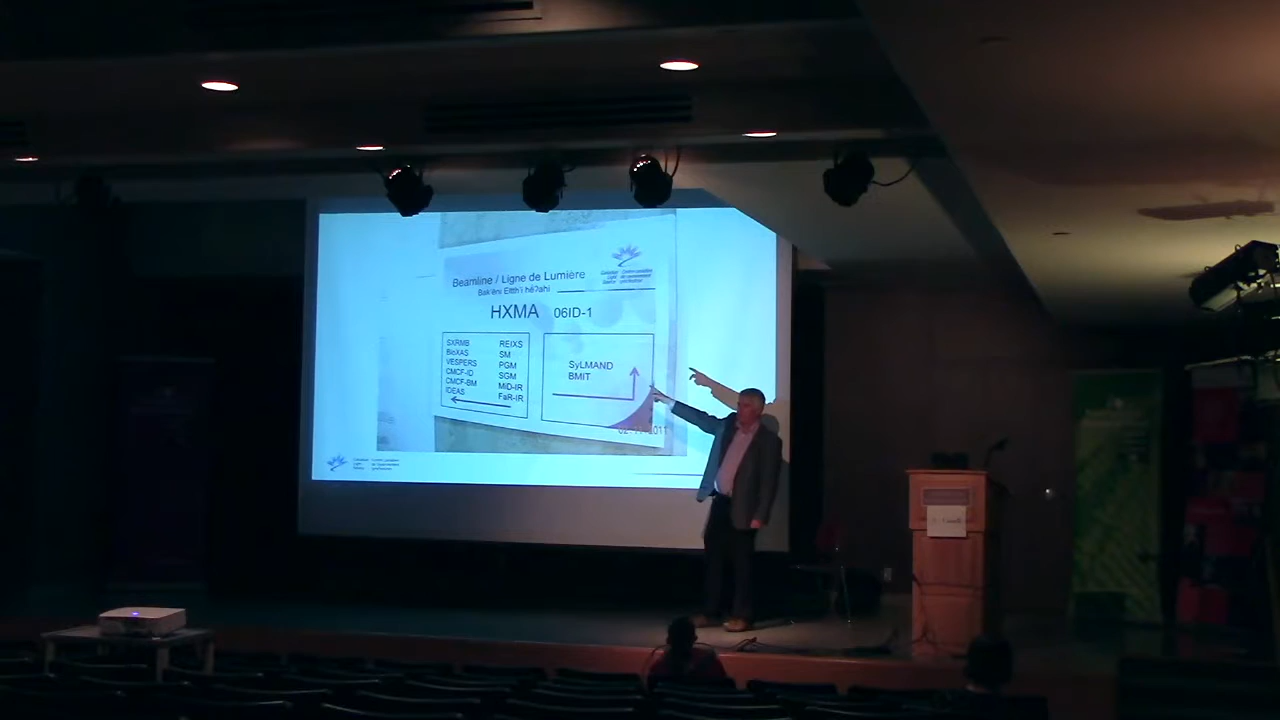 Beamline / Ligne de Lumière
HXMA 06ID-1
SXRMB
BioXAS
VESPERS
CMCF-ID
CMCF-BM
IDEAS
REIXS
SM
PGM
SGM
MiD-IR
FaR-IR
SyLMAND
BMIT
2011